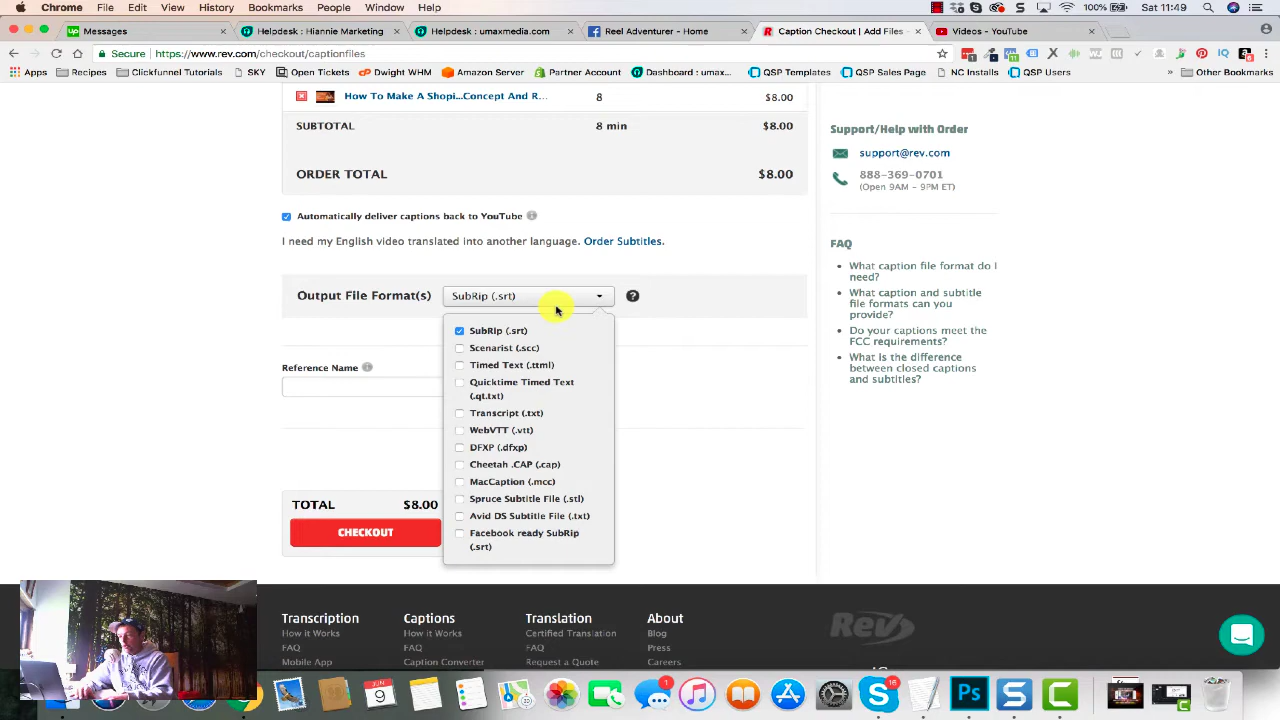 Chrome File Edit View History Bookmarks People Window Help 100% Sat 11:49
Messages Helpdesk : Hiannie Marketing Helpdesk : umaxmedia.com Reel Adventurer - Home Caption Checkout | Add Files - Videos - YouTube
Secure https://www.rev.com/checkout/captionfiles
Apps Recipes Clickfunnel Tutorials SKY Open Tickets Dwight WHM Amazon Server Partner Account Dashboard : umax... QSP Templates QSP Sales Page NC Installs QSP Users » Other Bookmarks
How To Make A Shopi...Concept And R... 8 $8.00
SUBTOTAL 8 min $8.00
ORDER TOTAL $8.00
Automatically deliver captions back to YouTube
I need my English video translated into another language. Order Subtitles.
Output File Format(s) SubRip (.srt)
SubRip (.srt)
Scenarist (.scc)
Timed Text (.ttml)
Quicktime Timed Text
(.qt.txt)
Transcript (.txt)
WebVTT (.vtt)
DFXP (.dfxp)
Cheetah .CAP (.cap)
MacCaption (.mcc)
Spruce Subtitle File (.stl)
Avid DS Subtitle File (.txt)
Facebook ready SubRip
(.srt)
Reference Name
TOTAL $8.00
CHECKOUT
Support/Help with Order
support@rev.com
888-369-0701
(Open 9AM - 9PM ET)
FAQ
What caption file format do I
need?
What caption and subtitle
file formats can you
provide?
Do your captions meet the
FCC requirements?
What is the difference
between closed captions
and subtitles?
Transcription Captions Translation About
How it Works How it Works Certified Translation Blog
FAQ FAQ FAQ Press
Mobile App Caption Converter Request a Quote Careers
Rev